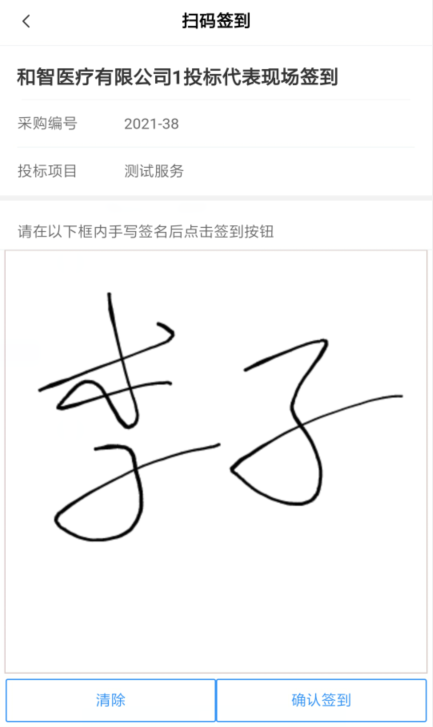 扫码签到
和智医疗有限公司1投标代表现场签到
采购编号 2021-38
投标项目 测试服务
请在以下框内手写签名后点击签到按钮
李子
清除 确认签到